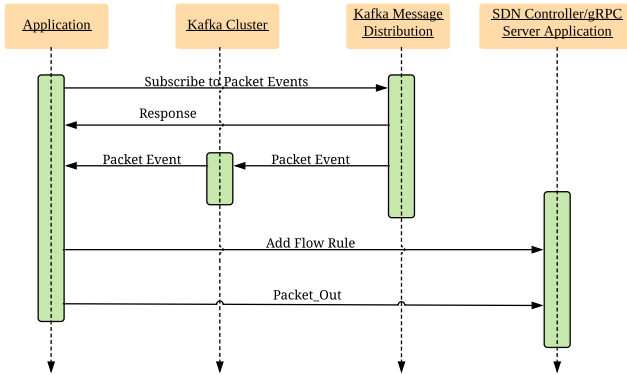 Application
Kafka Cluster
Kafka Message
Distribution
SDN Controller/gRPC
Server Application
Subscribe to Packet Events
Response
Packet Event
Packet Event
Add Flow Rule
Packet_Out